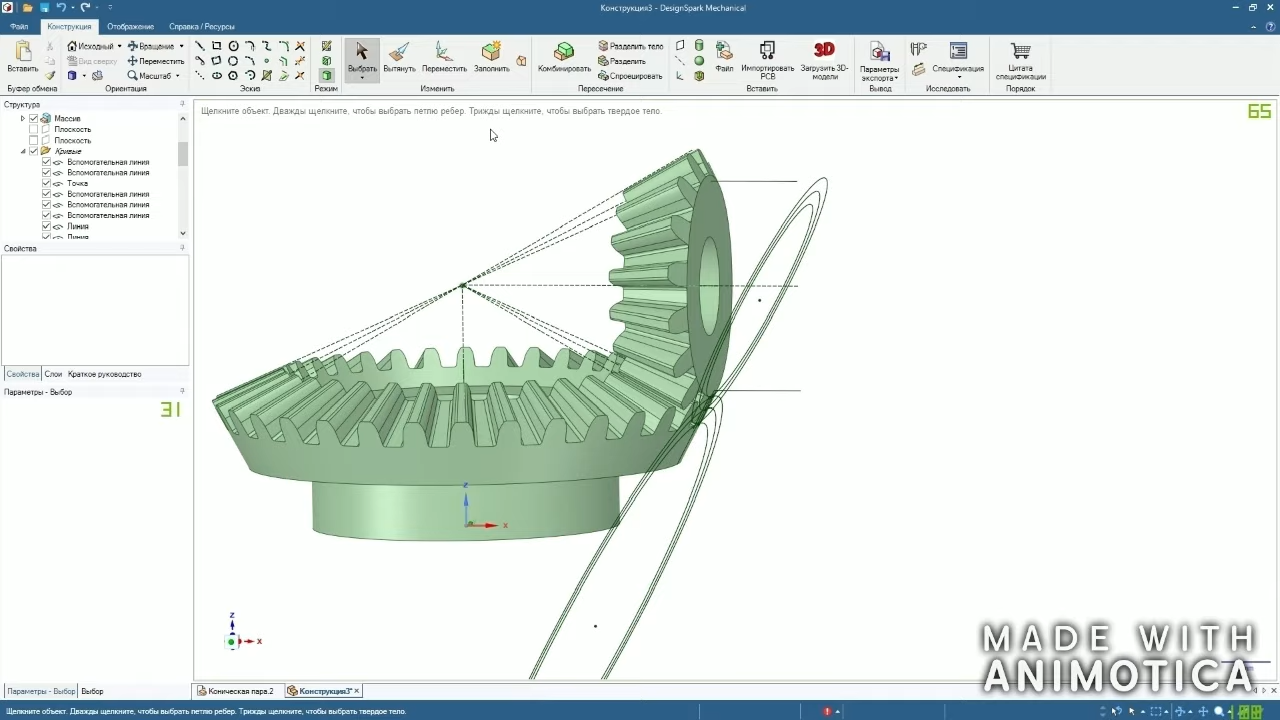 Конструкция3 - DesignSpark Mechanical
Файл Конструкция Отображение Справка / Ресурсы
Исходный Вращение Разделить тело
Вставить Вид сверху Переместить Выбрать Вытянуть Переместить Заполнить Комбинировать Разделить Файл Импортировать PCB Загрузить 3D-модели Параметры экспорта Спецификация Цитата спецификации
Масштаб Спроецировать
3D
Буфер обмена Ориентация Эскиз Режим Изменить Пересечение Вставить Вывод Исследовать Порядок
Структура
Щелкните объект. Дважды щелкните, чтобы выбрать петлю ребер. Трижды щелкните, чтобы выбрать твердое тело.
65
Массив
Плоскость
Плоскость
Кривые
Вспомогательная линия
Вспомогательная линия
Точка
Вспомогательная линия
Вспомогательная линия
Вспомогательная линия
Линия
Линия
Свойства
Свойства Слои Краткое руководство
Параметры - Выбор
31
Z
X
Z
X
MADE WITH
ANIMOTICA
Параметры - Выбор Выбор Коническая пара.2 Конструкция3*
Щелкните объект. Дважды щелкните, чтобы выбрать петлю ребер. Трижды щелкните, чтобы выбрать твердое тело.